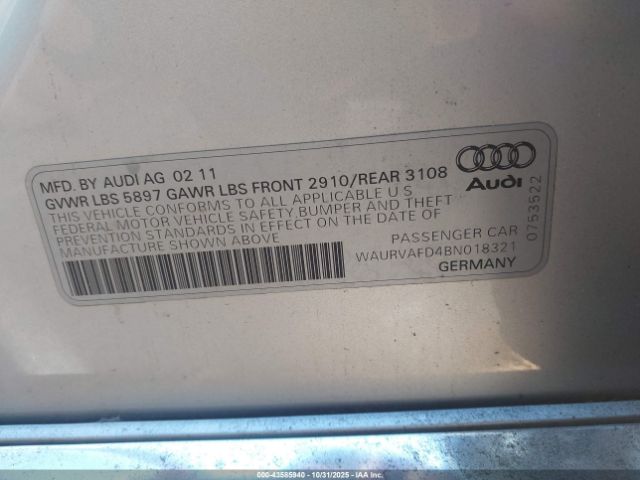 MFD. BY AUDI AG 02 11
GVWR LBS 5897 GAWR LBS FRONT 2910/REAR 3108
THIS VEHICLE CONFORMS TO ALL APPLICABLE U S
FEDERAL MOTOR VEHICLE SAFETY,BUMPER AND THEFT
PREVENTION STANDARDS IN EFFECT ON THE DATE OF
MANUFACTURE SHOWN ABOVE
PASSENGER CAR
WAURVAFD4BN018321
GERMANY
Audi
0753522
000-43585940 - 10/31/2025 - IAAI Inc.